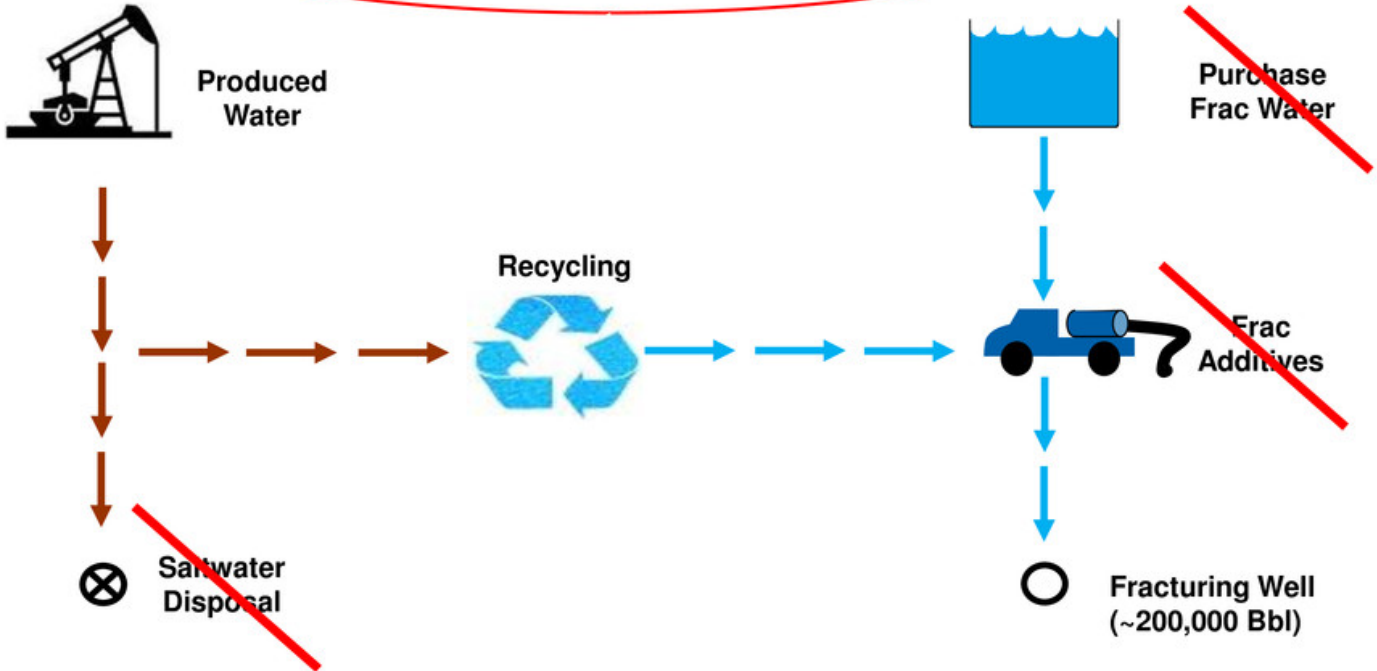 Produced
Water
Purchase
Frac Water
Recycling
Frac
Additives
Saltwater
Disposal
Fracturing Well
(~200,000 Bbl)